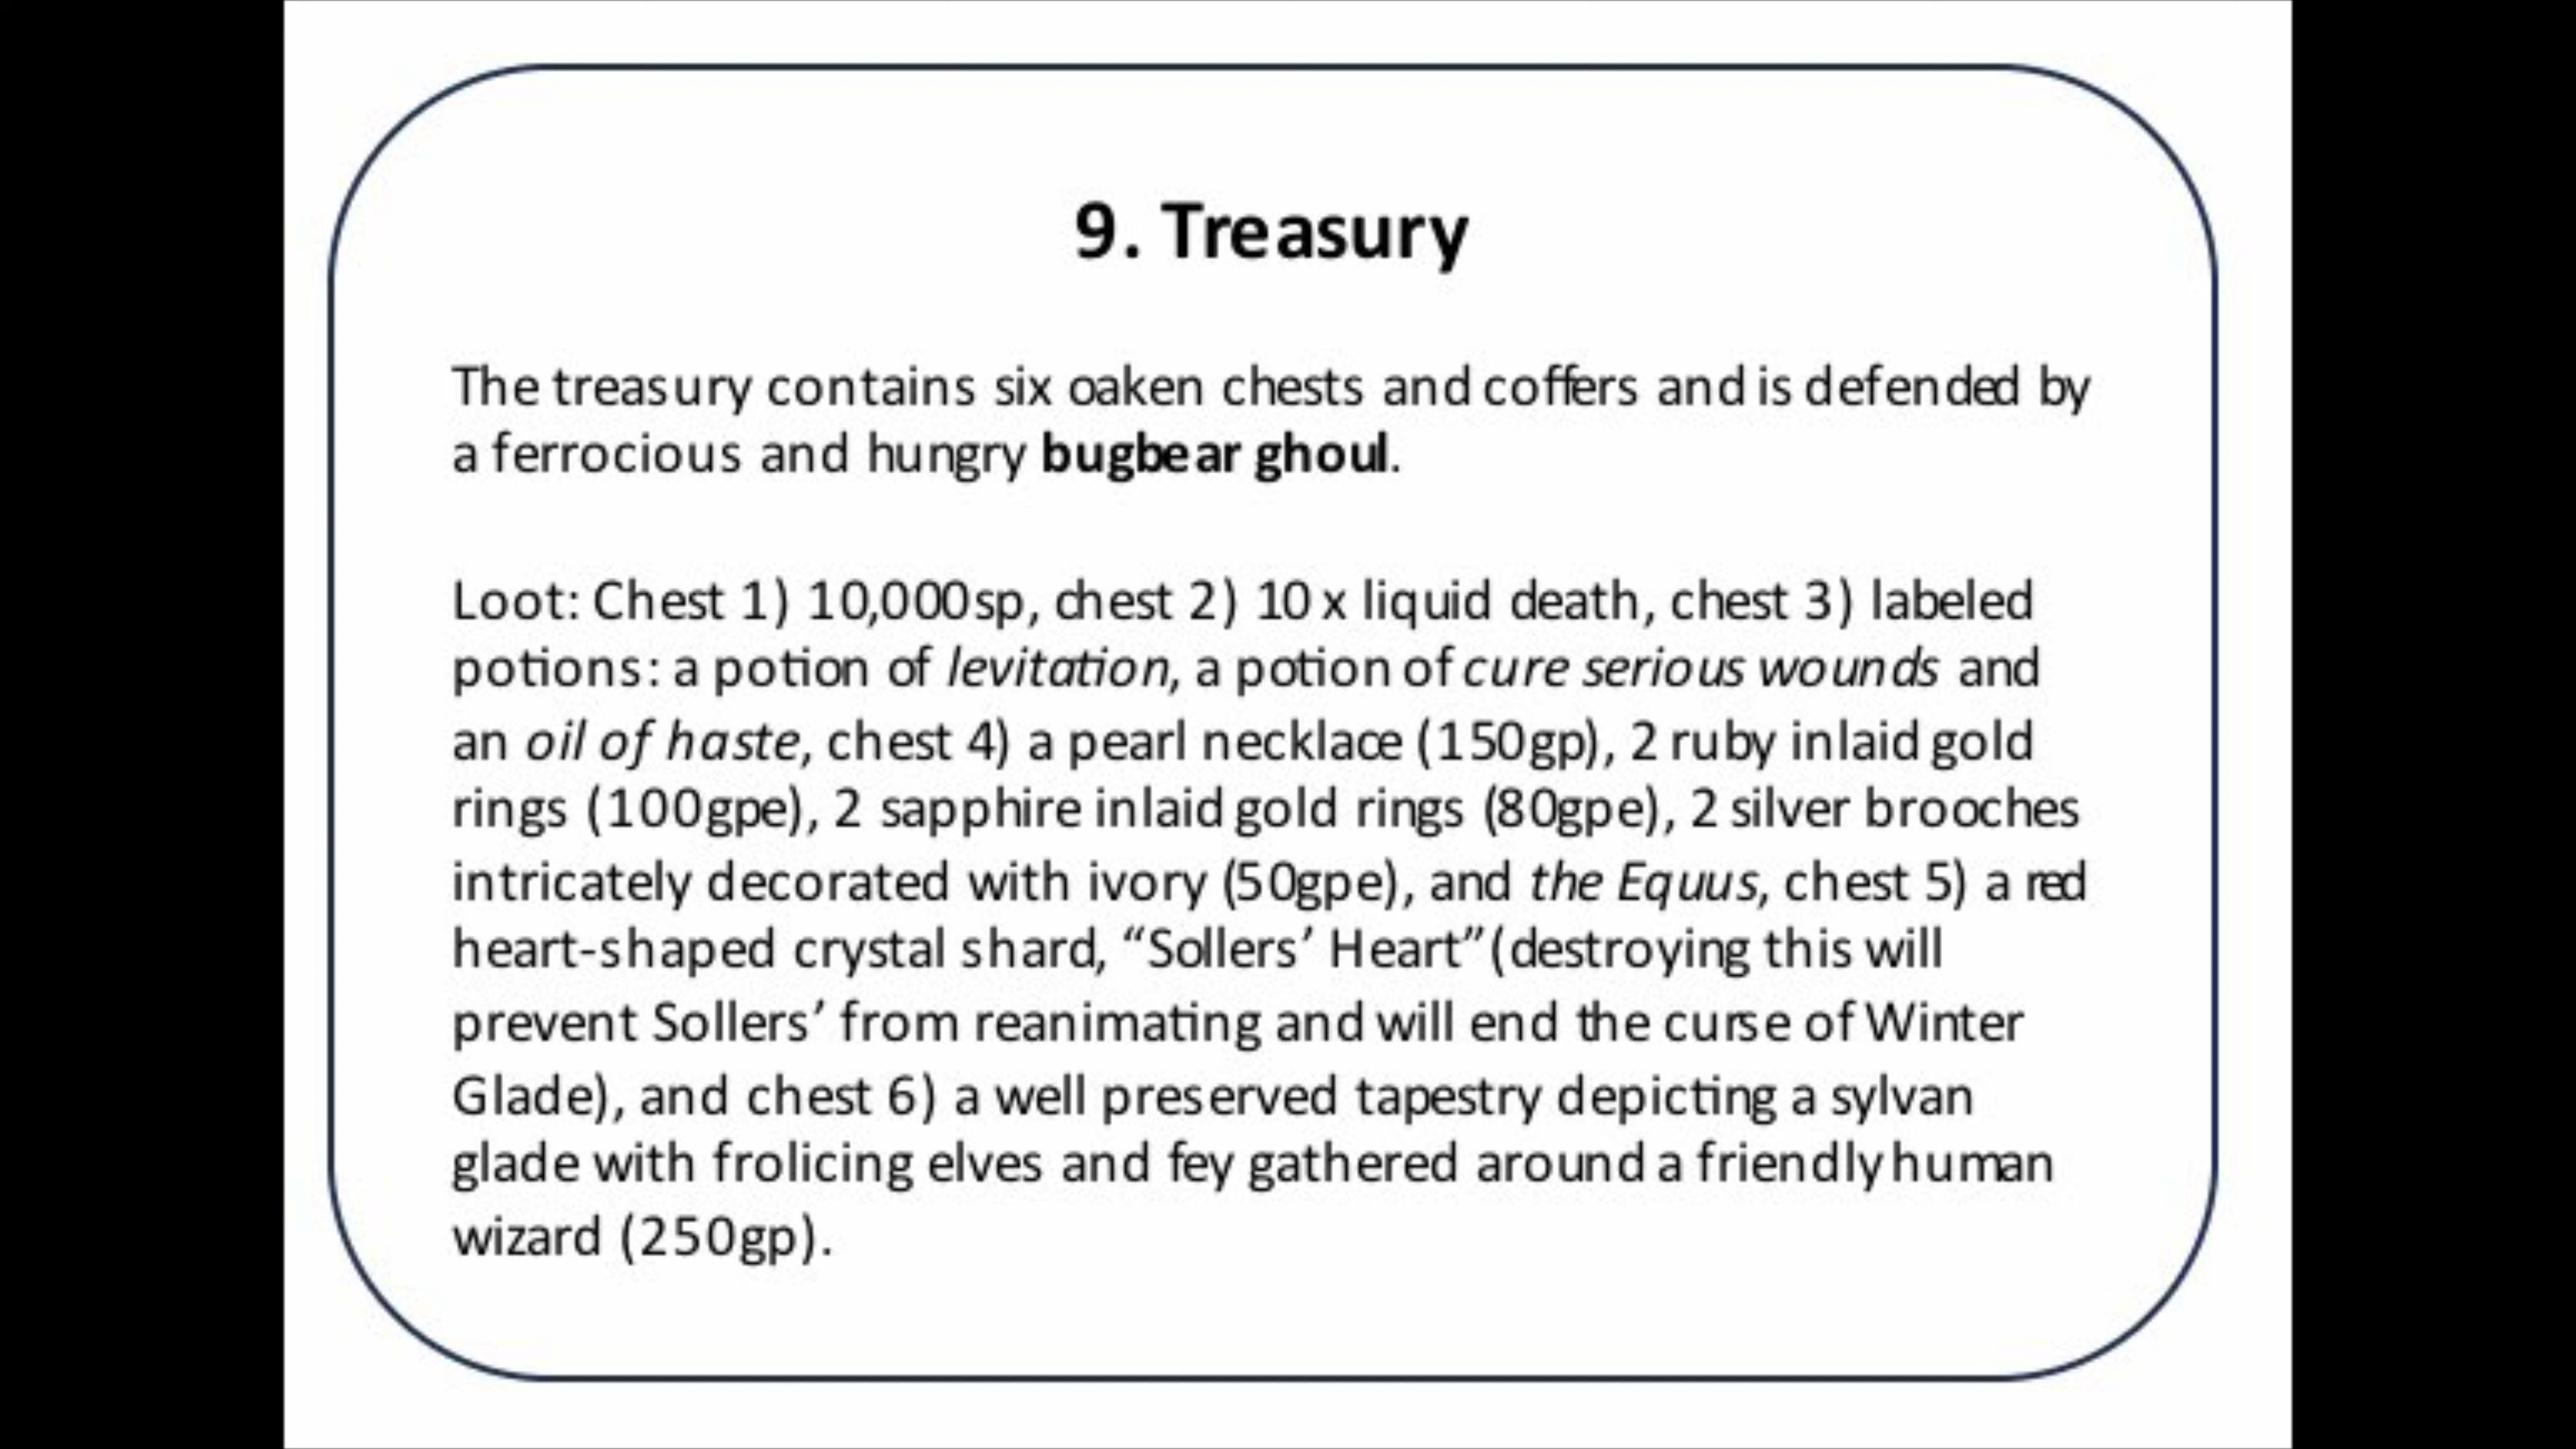 9. Treasury
The treasury contains six oaken chests and coffers and is defended by
a ferrocious and hungry bugbear ghoul.
Loot: Chest 1) 10,000sp, chest 2) 10 x liquid death, chest 3) labeled
potions: a potion of levitation, a potion of cure serious wounds and
an oil of haste, chest 4) a pearl necklace (150gp), 2 ruby inlaid gold
rings (100gpe), 2 sapphire inlaid gold rings (80gpe), 2 silver brooches
intricately decorated with ivory (50gpe), and the Equus, chest 5) a red
heart-shaped crystal shard, “Sollers’ Heart”(destroying this will
prevent Sollers’ from reanimating and will end the curse of Winter
Glade), and chest 6) a well preserved tapestry depicting a sylvan
glade with frolicing elves and fey gathered around a friendly human
wizard (250gp).